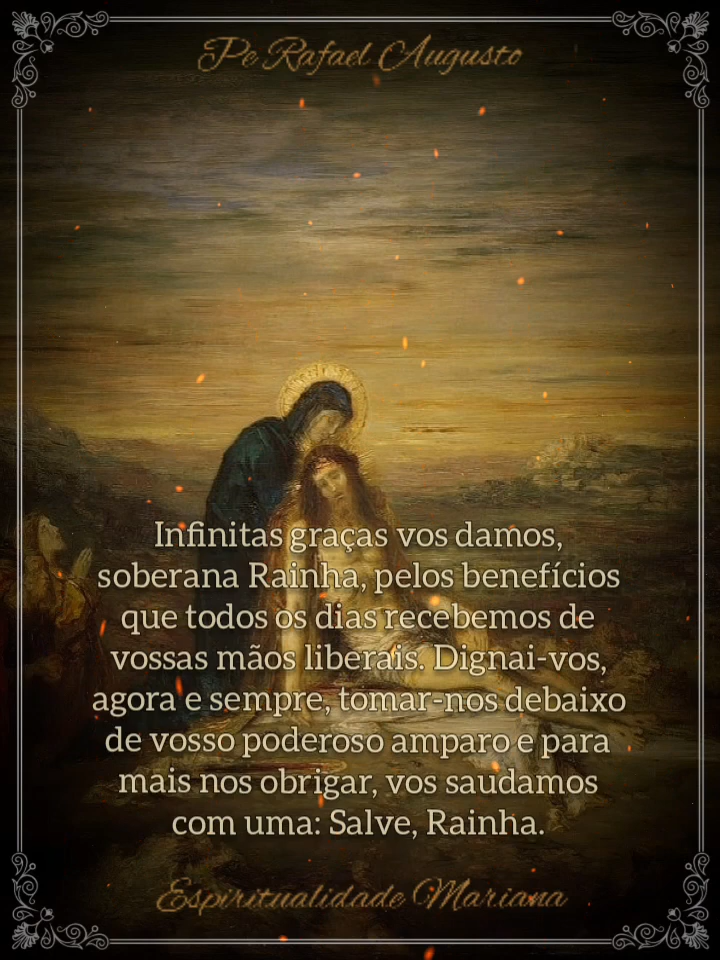 Pe Rafael Augusto
Infinitas graças vos damos,
soberana Rainha, pelos benefícios
que todos os dias recebemos de
vossas mãos liberais. Dignai-vos,
agora e sempre, tomar-nos debaixo
de vosso poderoso amparo e para
mais nos obrigar, vos saudamos
com uma: Salve, Rainha.
Espiritualidade Mariana